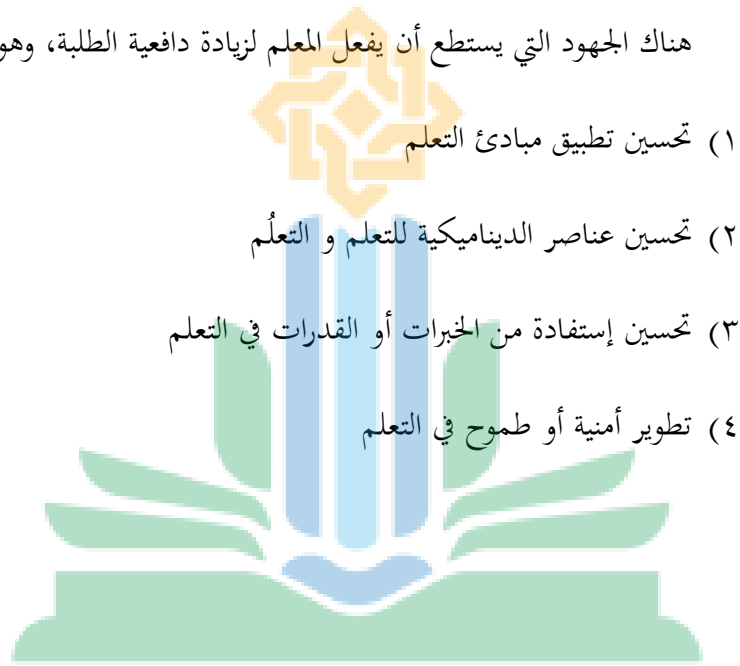 هناك الجهود التي يستطع أن يفعل المعلم لزيادة دافعية الطلبة، وهو
١) تحسين تطبيق مبادئ التعلم
٢) تحسين عناصر الديناميكية للتعلم و التعلُم
٣) تحسين إستفادة من الخبرات أو القدرات في التعلم
٤) تطوير أمنية أو طموح في التعلم